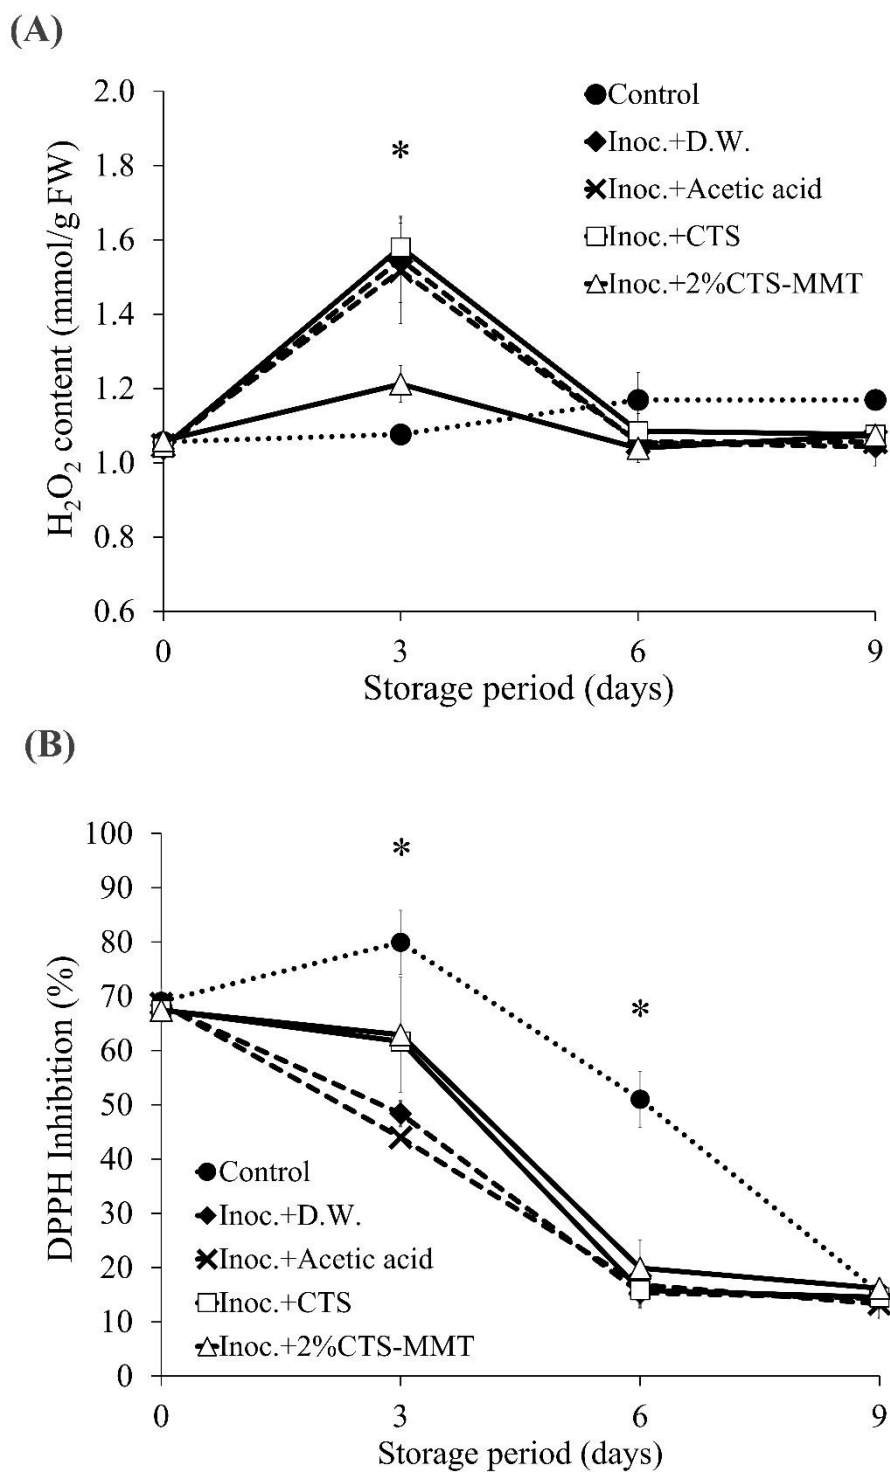 (A)
2.0
1.8
1.6
1.4
1.2
1.0
0.8
0.6
H₂O₂ content (mmol/g FW)
*
Control
Inoc.+D.W.
Inoc.+Acetic acid
Inoc.+CTS
Inoc.+2%CTS-MMT
0 3 6 9
Storage period (days)
(B)
100
90
80
70
60
50
40
30
20
10
0
DPPH Inhibition (%)
*
*
Control
Inoc.+D.W.
Inoc.+Acetic acid
Inoc.+CTS
Inoc.+2%CTS-MMT
0 3 6 9
Storage period (days)